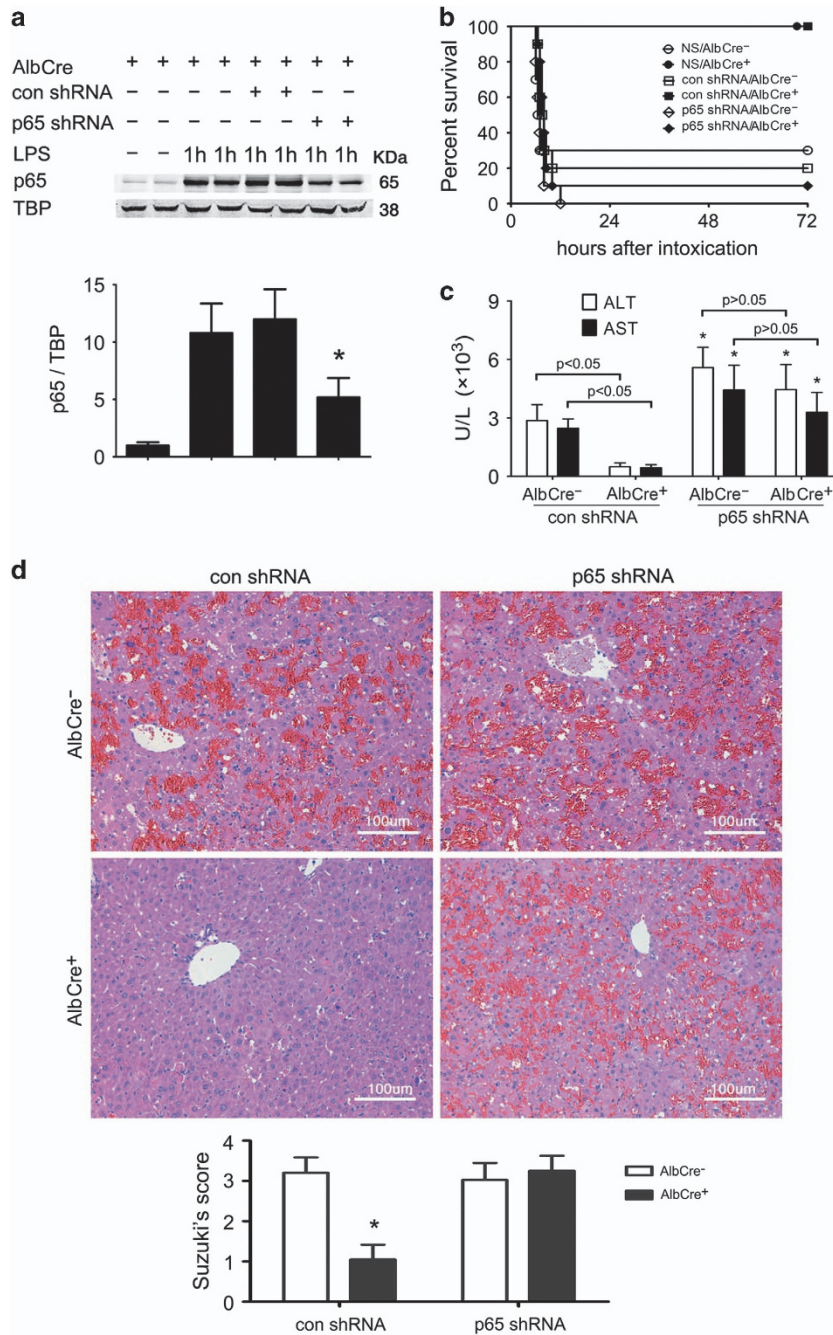 a
AlbCre + + + + + + + +
con shRNA – – – – + + – –
p65 shRNA – – – – – – + +
LPS – – 1h 1h 1h 1h 1h 1h KDa
p65 65
TBP 38
15
10
5
0
p65 / TBP
*
b
100
80
60
40
20
0
Percent survival
NS/AlbCre⁻
NS/AlbCre⁺
con shRNA/AlbCre⁻
con shRNA/AlbCre⁺
p65 shRNA/AlbCre⁻
p65 shRNA/AlbCre⁺
0 24 48 72
hours after intoxication
c
ALT
AST
9
6
3
0
U/L (×10³)
p<0.05
p<0.05
p>0.05
p>0.05
* * * *
AlbCre⁻ AlbCre⁺ AlbCre⁻ AlbCre⁺
con shRNA p65 shRNA
d
con shRNA p65 shRNA
AlbCre⁻
100um 100um
AlbCre⁺
100um 100um
4
3
2
1
0
Suzuki's score
*
AlbCre⁻
AlbCre⁺
con shRNA p65 shRNA